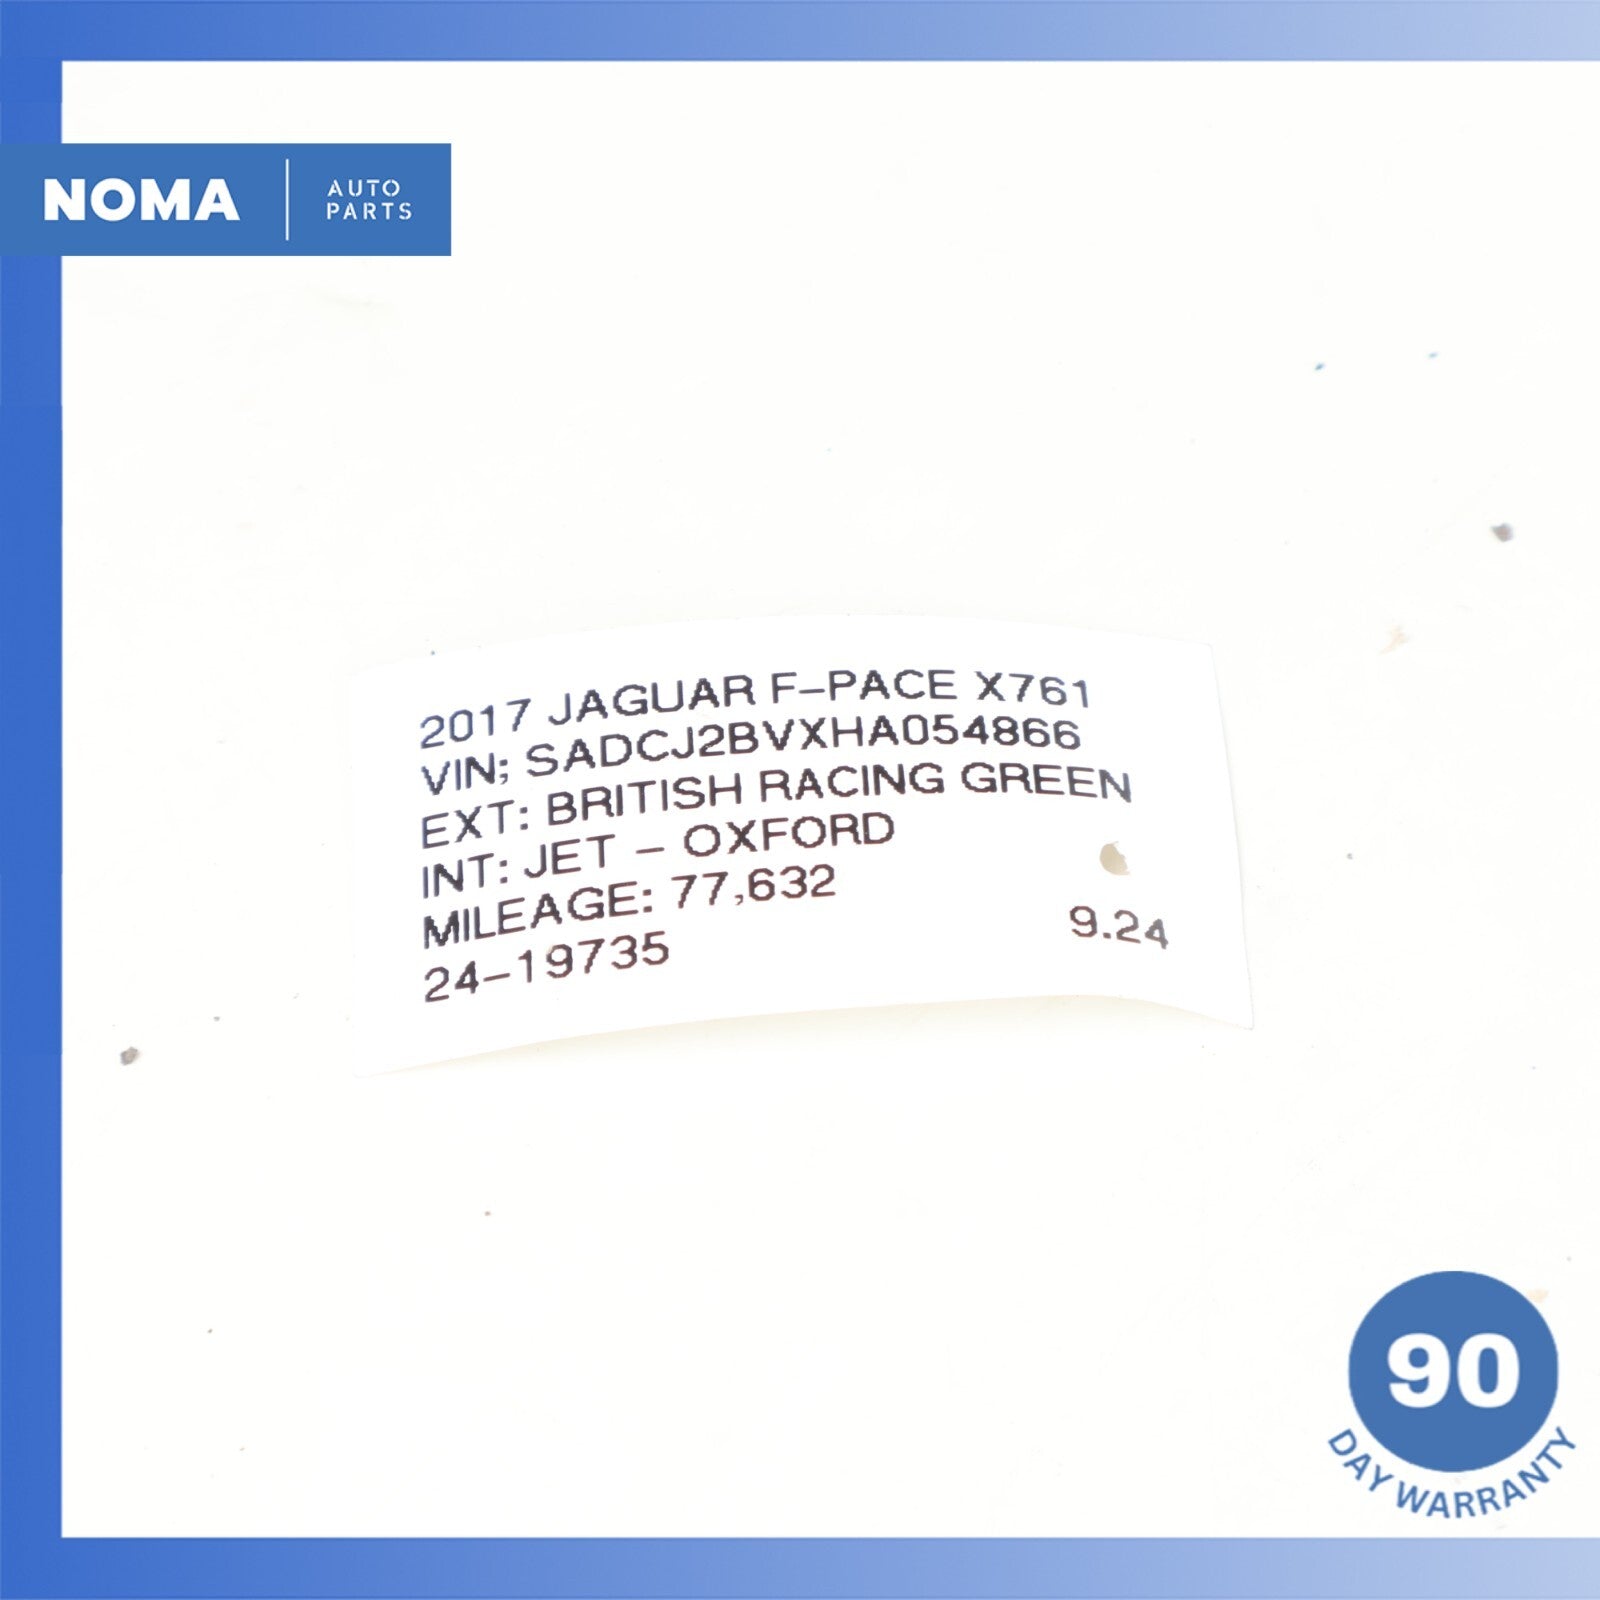 NOMA
AUTO
PARTS
2017 JAGUAR F-PACE X761
VIN; SADCJ2BVXHA054866
EXT: BRITISH RACING GREEN
INT: JET - OXFORD
MILEAGE: 77,632
24-19735 9.24
90
DAY WARRANTY